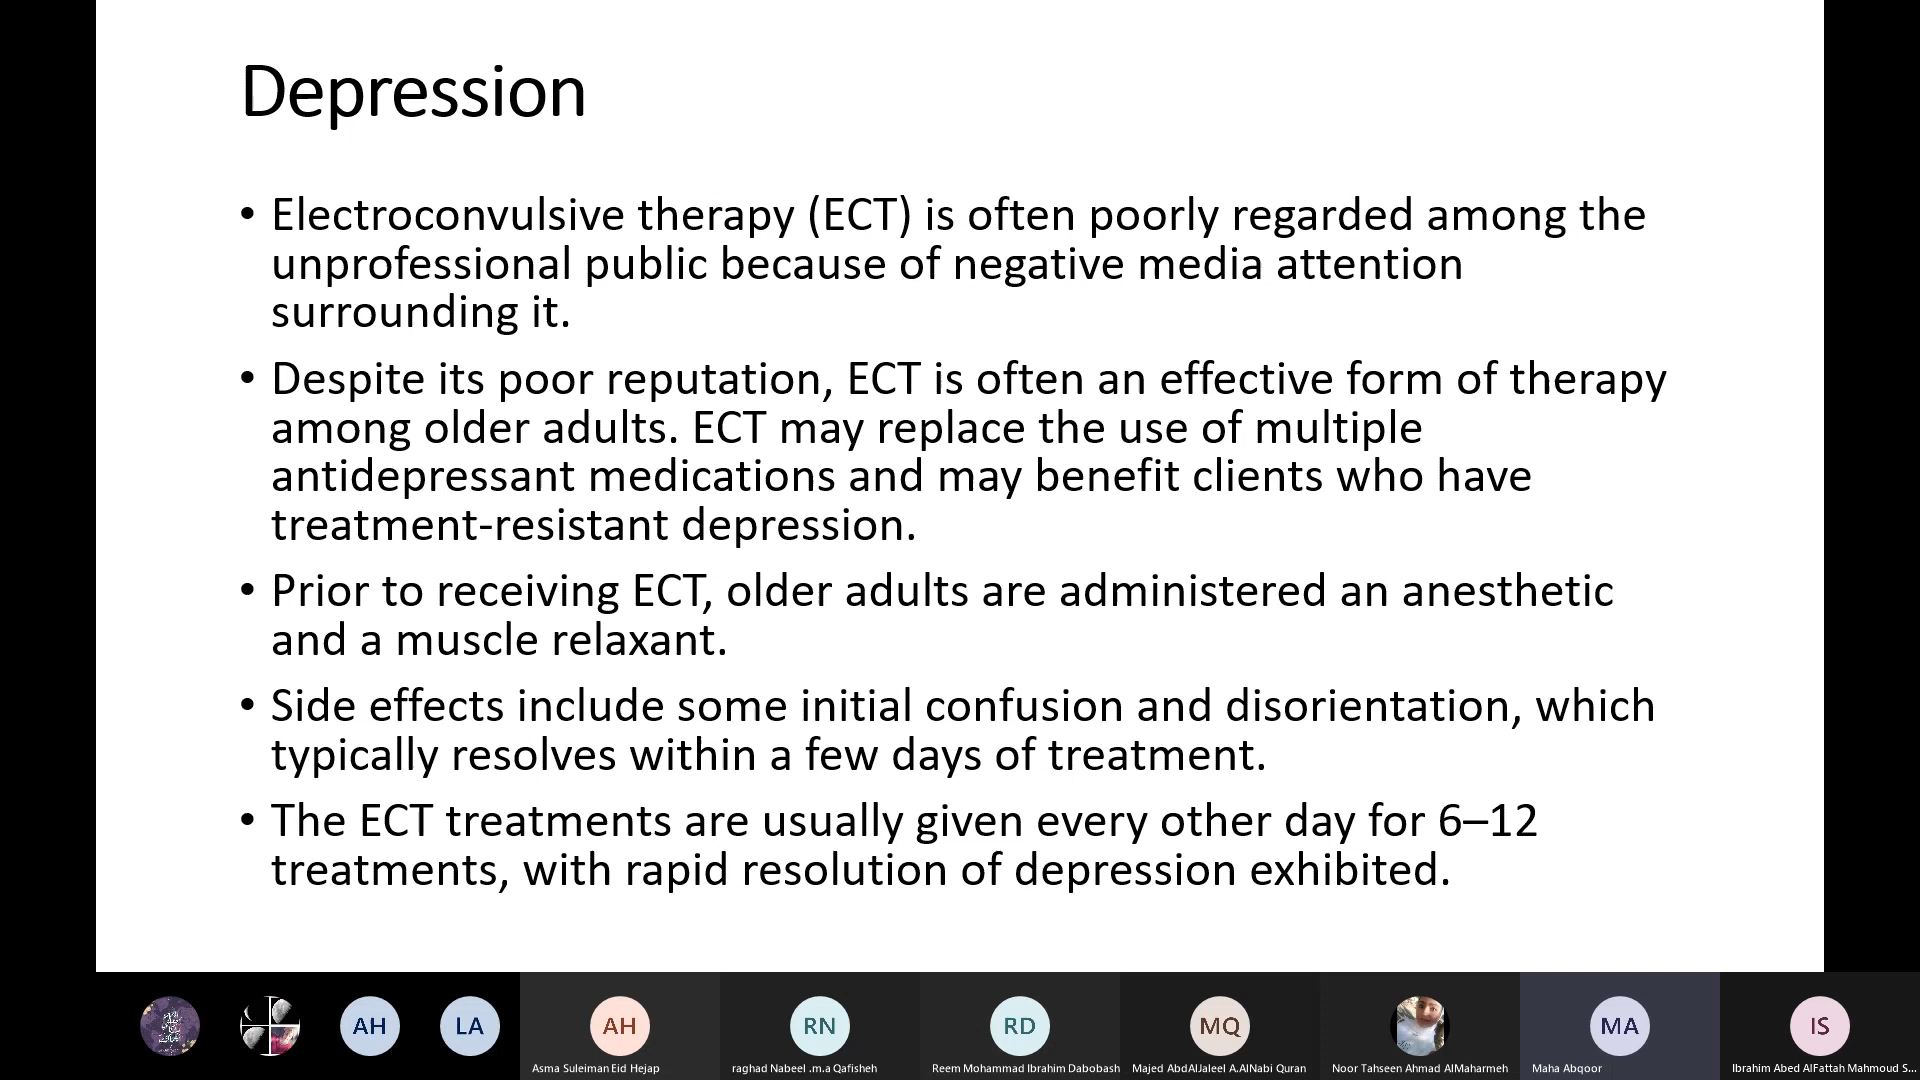 Depression
• Electroconvulsive therapy (ECT) is often poorly regarded among the
unprofessional public because of negative media attention
surrounding it.
• Despite its poor reputation, ECT is often an effective form of therapy
among older adults. ECT may replace the use of multiple
antidepressant medications and may benefit clients who have
treatment-resistant depression.
• Prior to receiving ECT, older adults are administered an anesthetic
and a muscle relaxant.
• Side effects include some initial confusion and disorientation, which
typically resolves within a few days of treatment.
• The ECT treatments are usually given every other day for 6–12
treatments, with rapid resolution of depression exhibited.
AH LA AH RN RD MQ MA IS
Asma Suleiman Eid Hejap raghad Nabeel .m.a Qafisheh Reem Mohammad Ibrahim Dabobash Majed AbdAlJaleel A.AlNabi Quran Noor Tahseen Ahmad AlMaharmeh Maha Abqoor Ibrahim Abed AlFattah Mahmoud S...